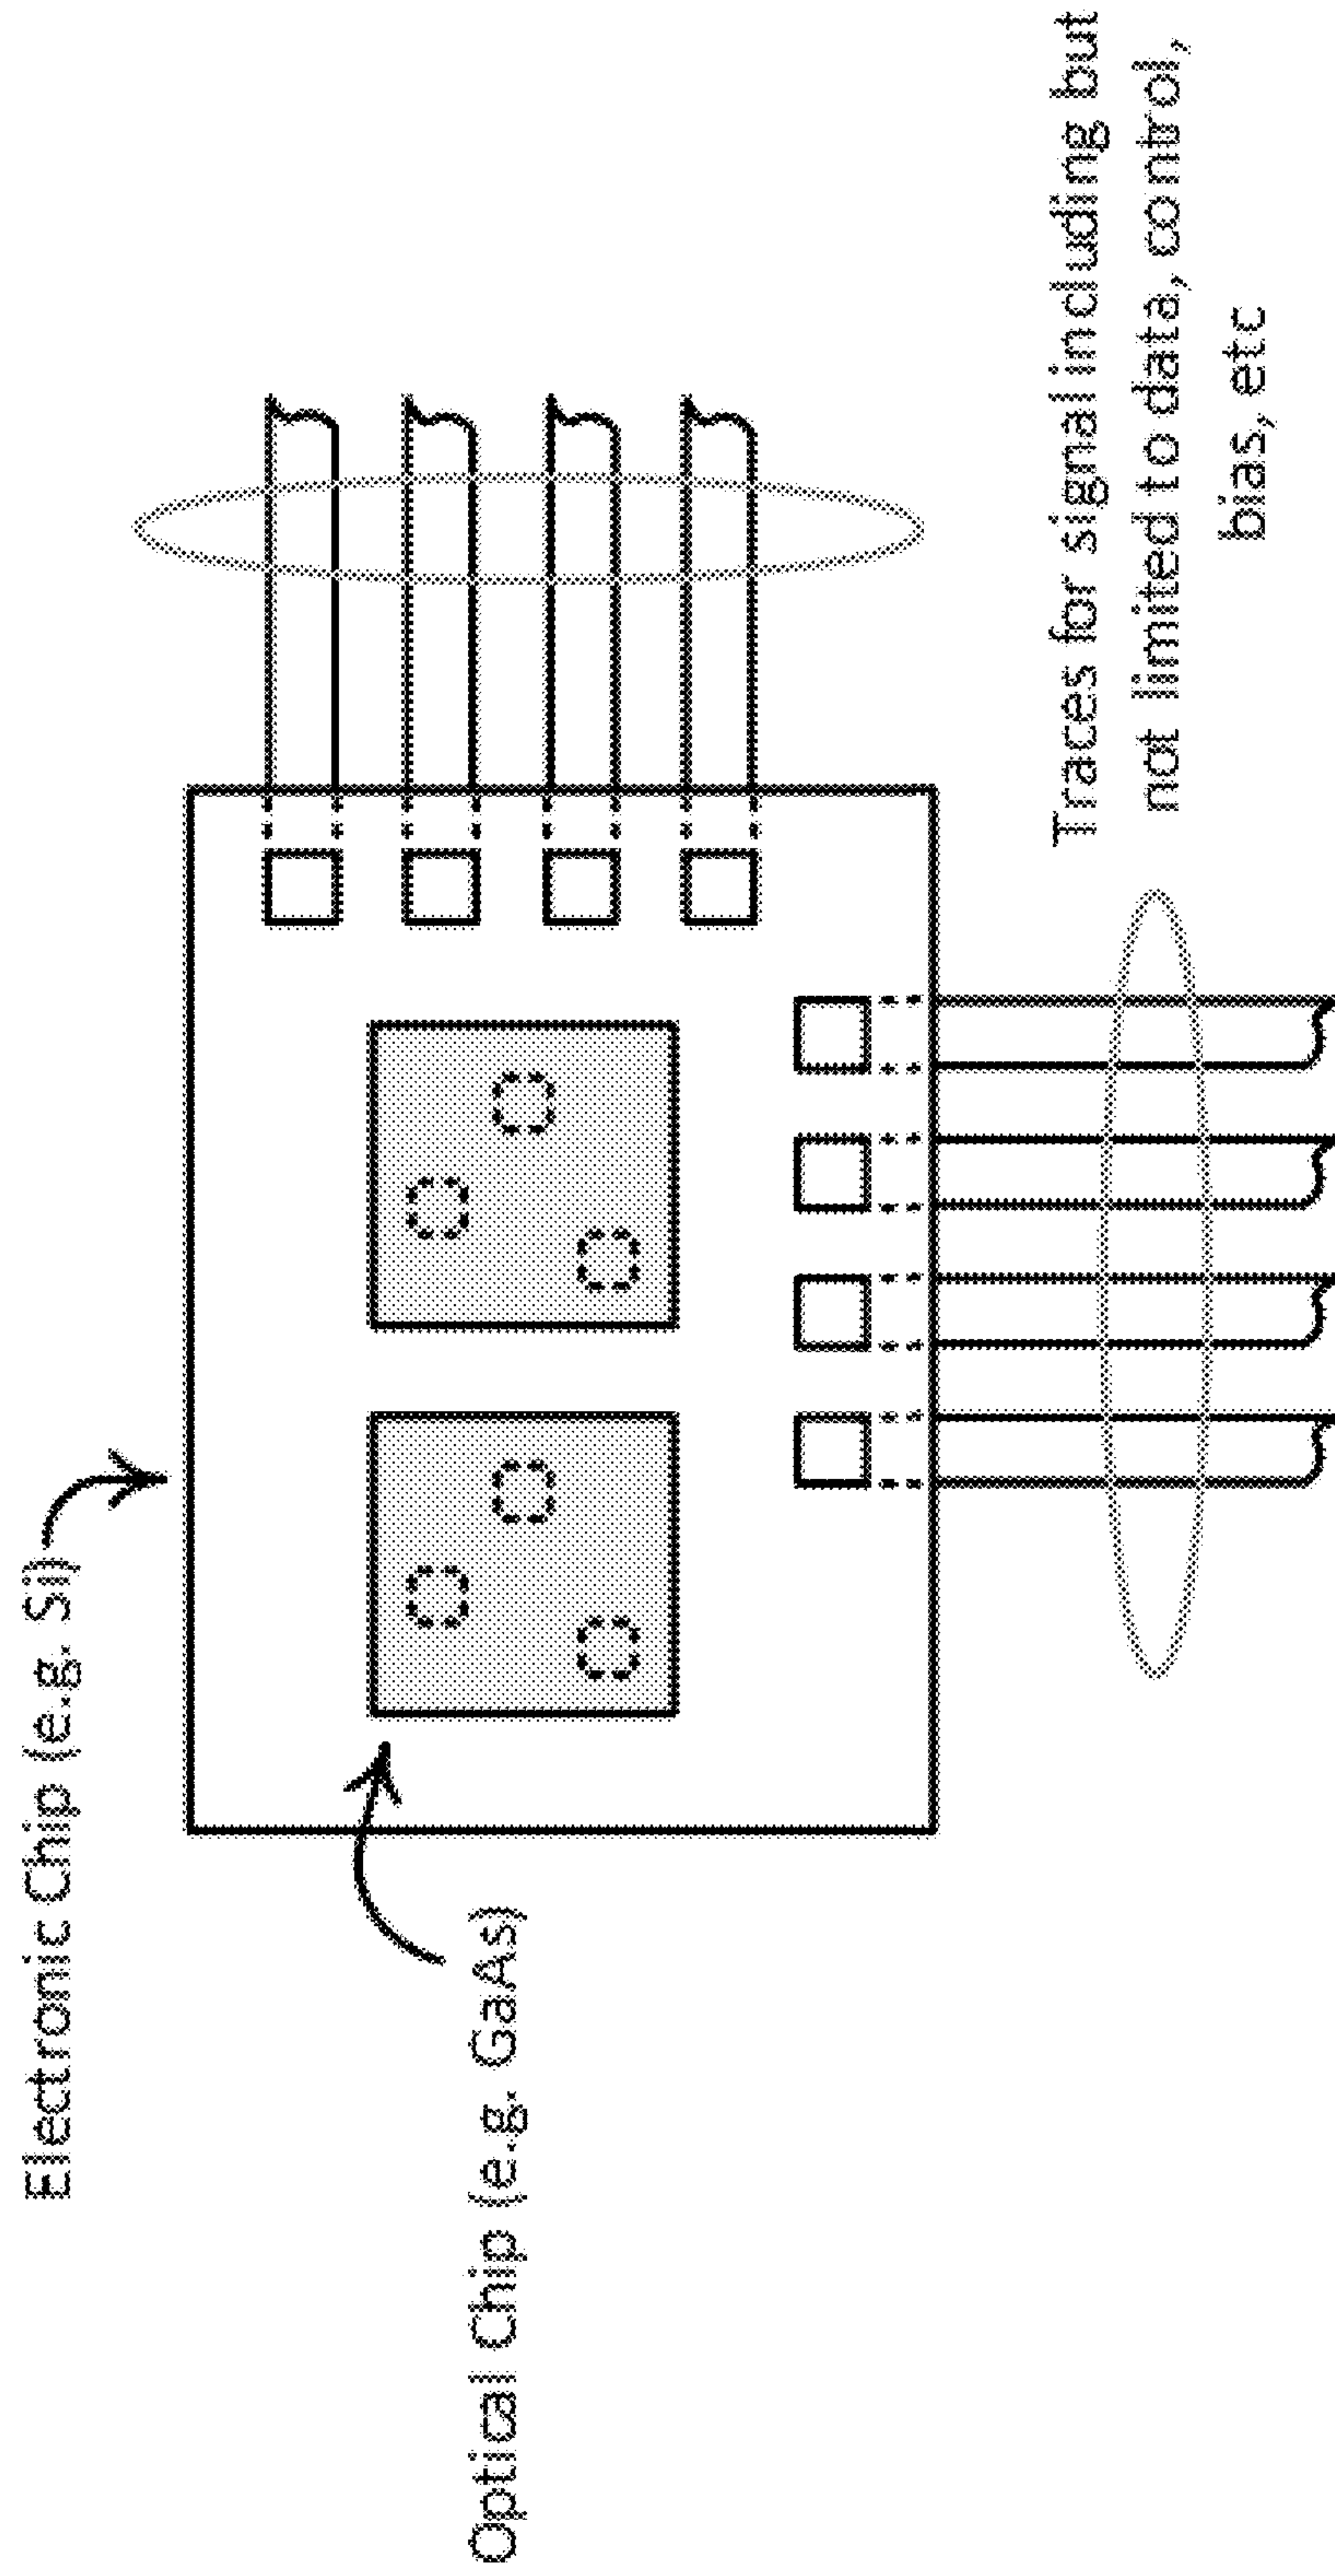 Electronic Chip (e.g. Si)
Optical Chip (e.g. GaAs)
Traces for signal including but
not limited to data, control,
bias, etc